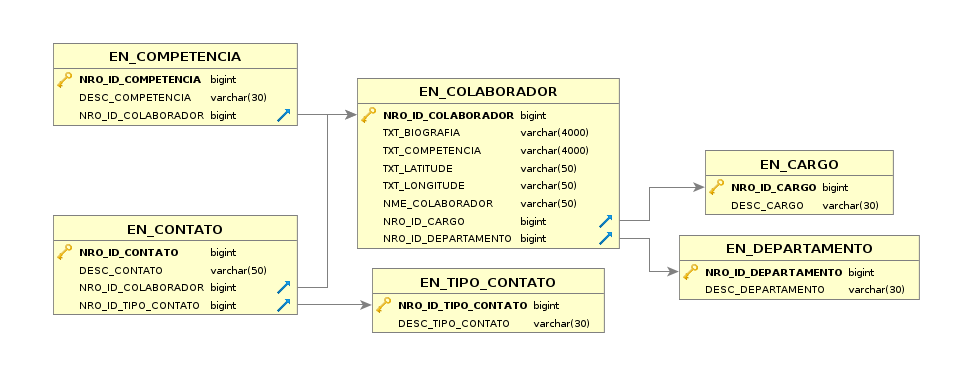 EN_COMPETENCIA
NRO_ID_COMPETENCIA bigint
DESC_COMPETENCIA varchar(30)
NRO_ID_COLABORADOR bigint
EN_COLABORADOR
NRO_ID_COLABORADOR bigint
TXT_BIOGRAFIA varchar(4000)
TXT_COMPETENCIA varchar(4000)
TXT_LATITUDE varchar(50)
TXT_LONGITUDE varchar(50)
NME_COLABORADOR varchar(50)
NRO_ID_CARGO bigint
NRO_ID_DEPARTAMENTO bigint
EN_CARGO
NRO_ID_CARGO bigint
DESC_CARGO varchar(30)
EN_CONTATO
NRO_ID_CONTATO bigint
DESC_CONTATO varchar(50)
NRO_ID_COLABORADOR bigint
NRO_ID_TIPO_CONTATO bigint
EN_TIPO_CONTATO
NRO_ID_TIPO_CONTATO bigint
DESC_TIPO_CONTATO varchar(30)
EN_DEPARTAMENTO
NRO_ID_DEPARTAMENTO bigint
DESC_DEPARTAMENTO varchar(30)